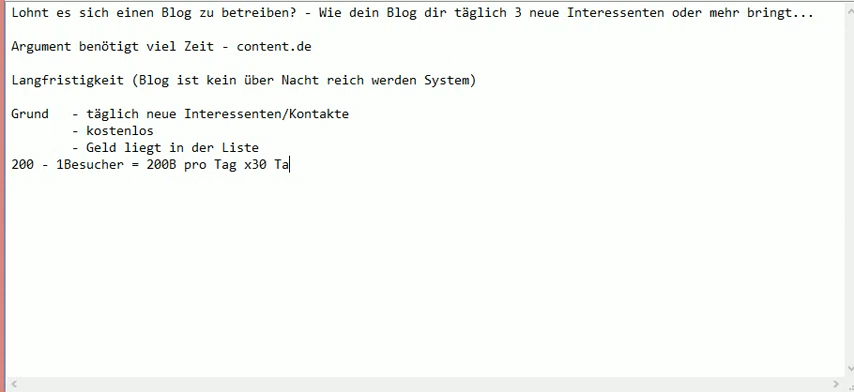 Lohnt es sich einen Blog zu betreiben? - Wie dein Blog dir täglich 3 neue Interessenten oder mehr bringt...
Argument benötigt viel Zeit - content.de
Langfristigkeit (Blog ist kein über Nacht reich werden System)
Grund - täglich neue Interessenten/Kontakte
- kostenlos
- Geld liegt in der Liste
200 - 1Besucher = 200B pro Tag x30 Ta